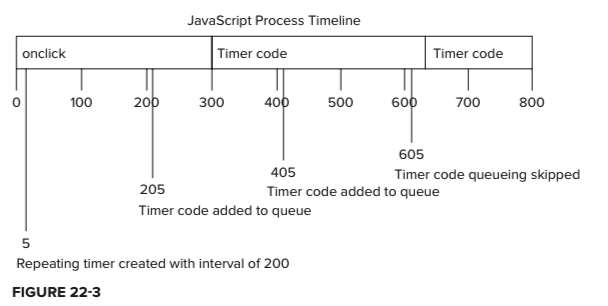 JavaScript Process Timeline
onclick Timer code Timer code
0 100 200 300 400 500 600 700 800
605
Timer code queueing skipped
405
Timer code added to queue
205
Timer code added to queue
5
Repeating timer created with interval of 200
FIGURE 22-3